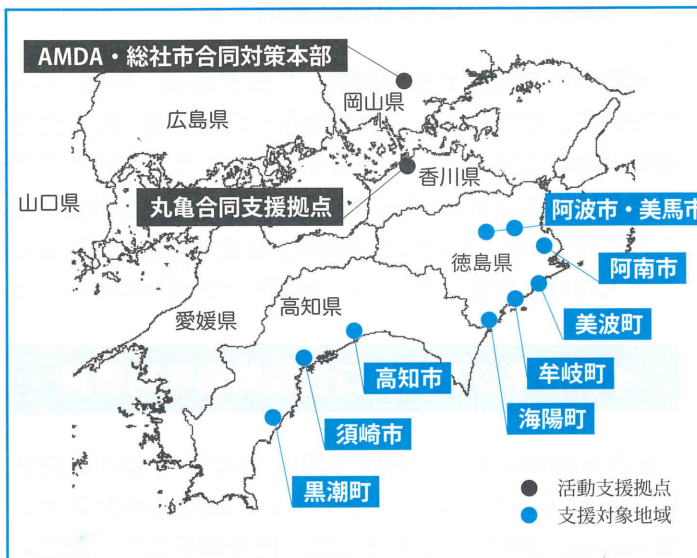 AMDA・総社市合同対策本部
岡山県
広島県
山口県
香川県
丸亀合同支援拠点
阿波市・美馬市
徳島県
阿南市
愛媛県
高知県
美波町
牟岐町
高知市
海陽町
須崎市
黒潮町
活動支援拠点
支援対象地域